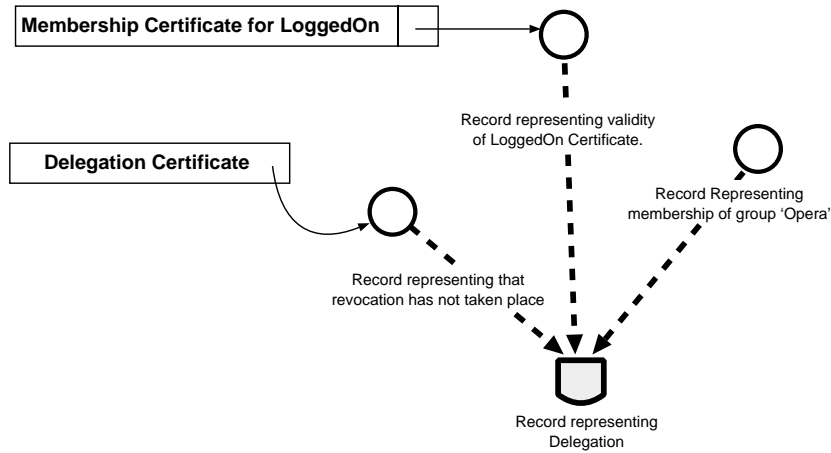 Membership Certificate for LoggedOn
Record representing validity
of LoggedOn Certificate.
Delegation Certificate
Record Representing
membership of group ‘Opera’
Record representing that
revocation has not taken place
Record representing
Delegation